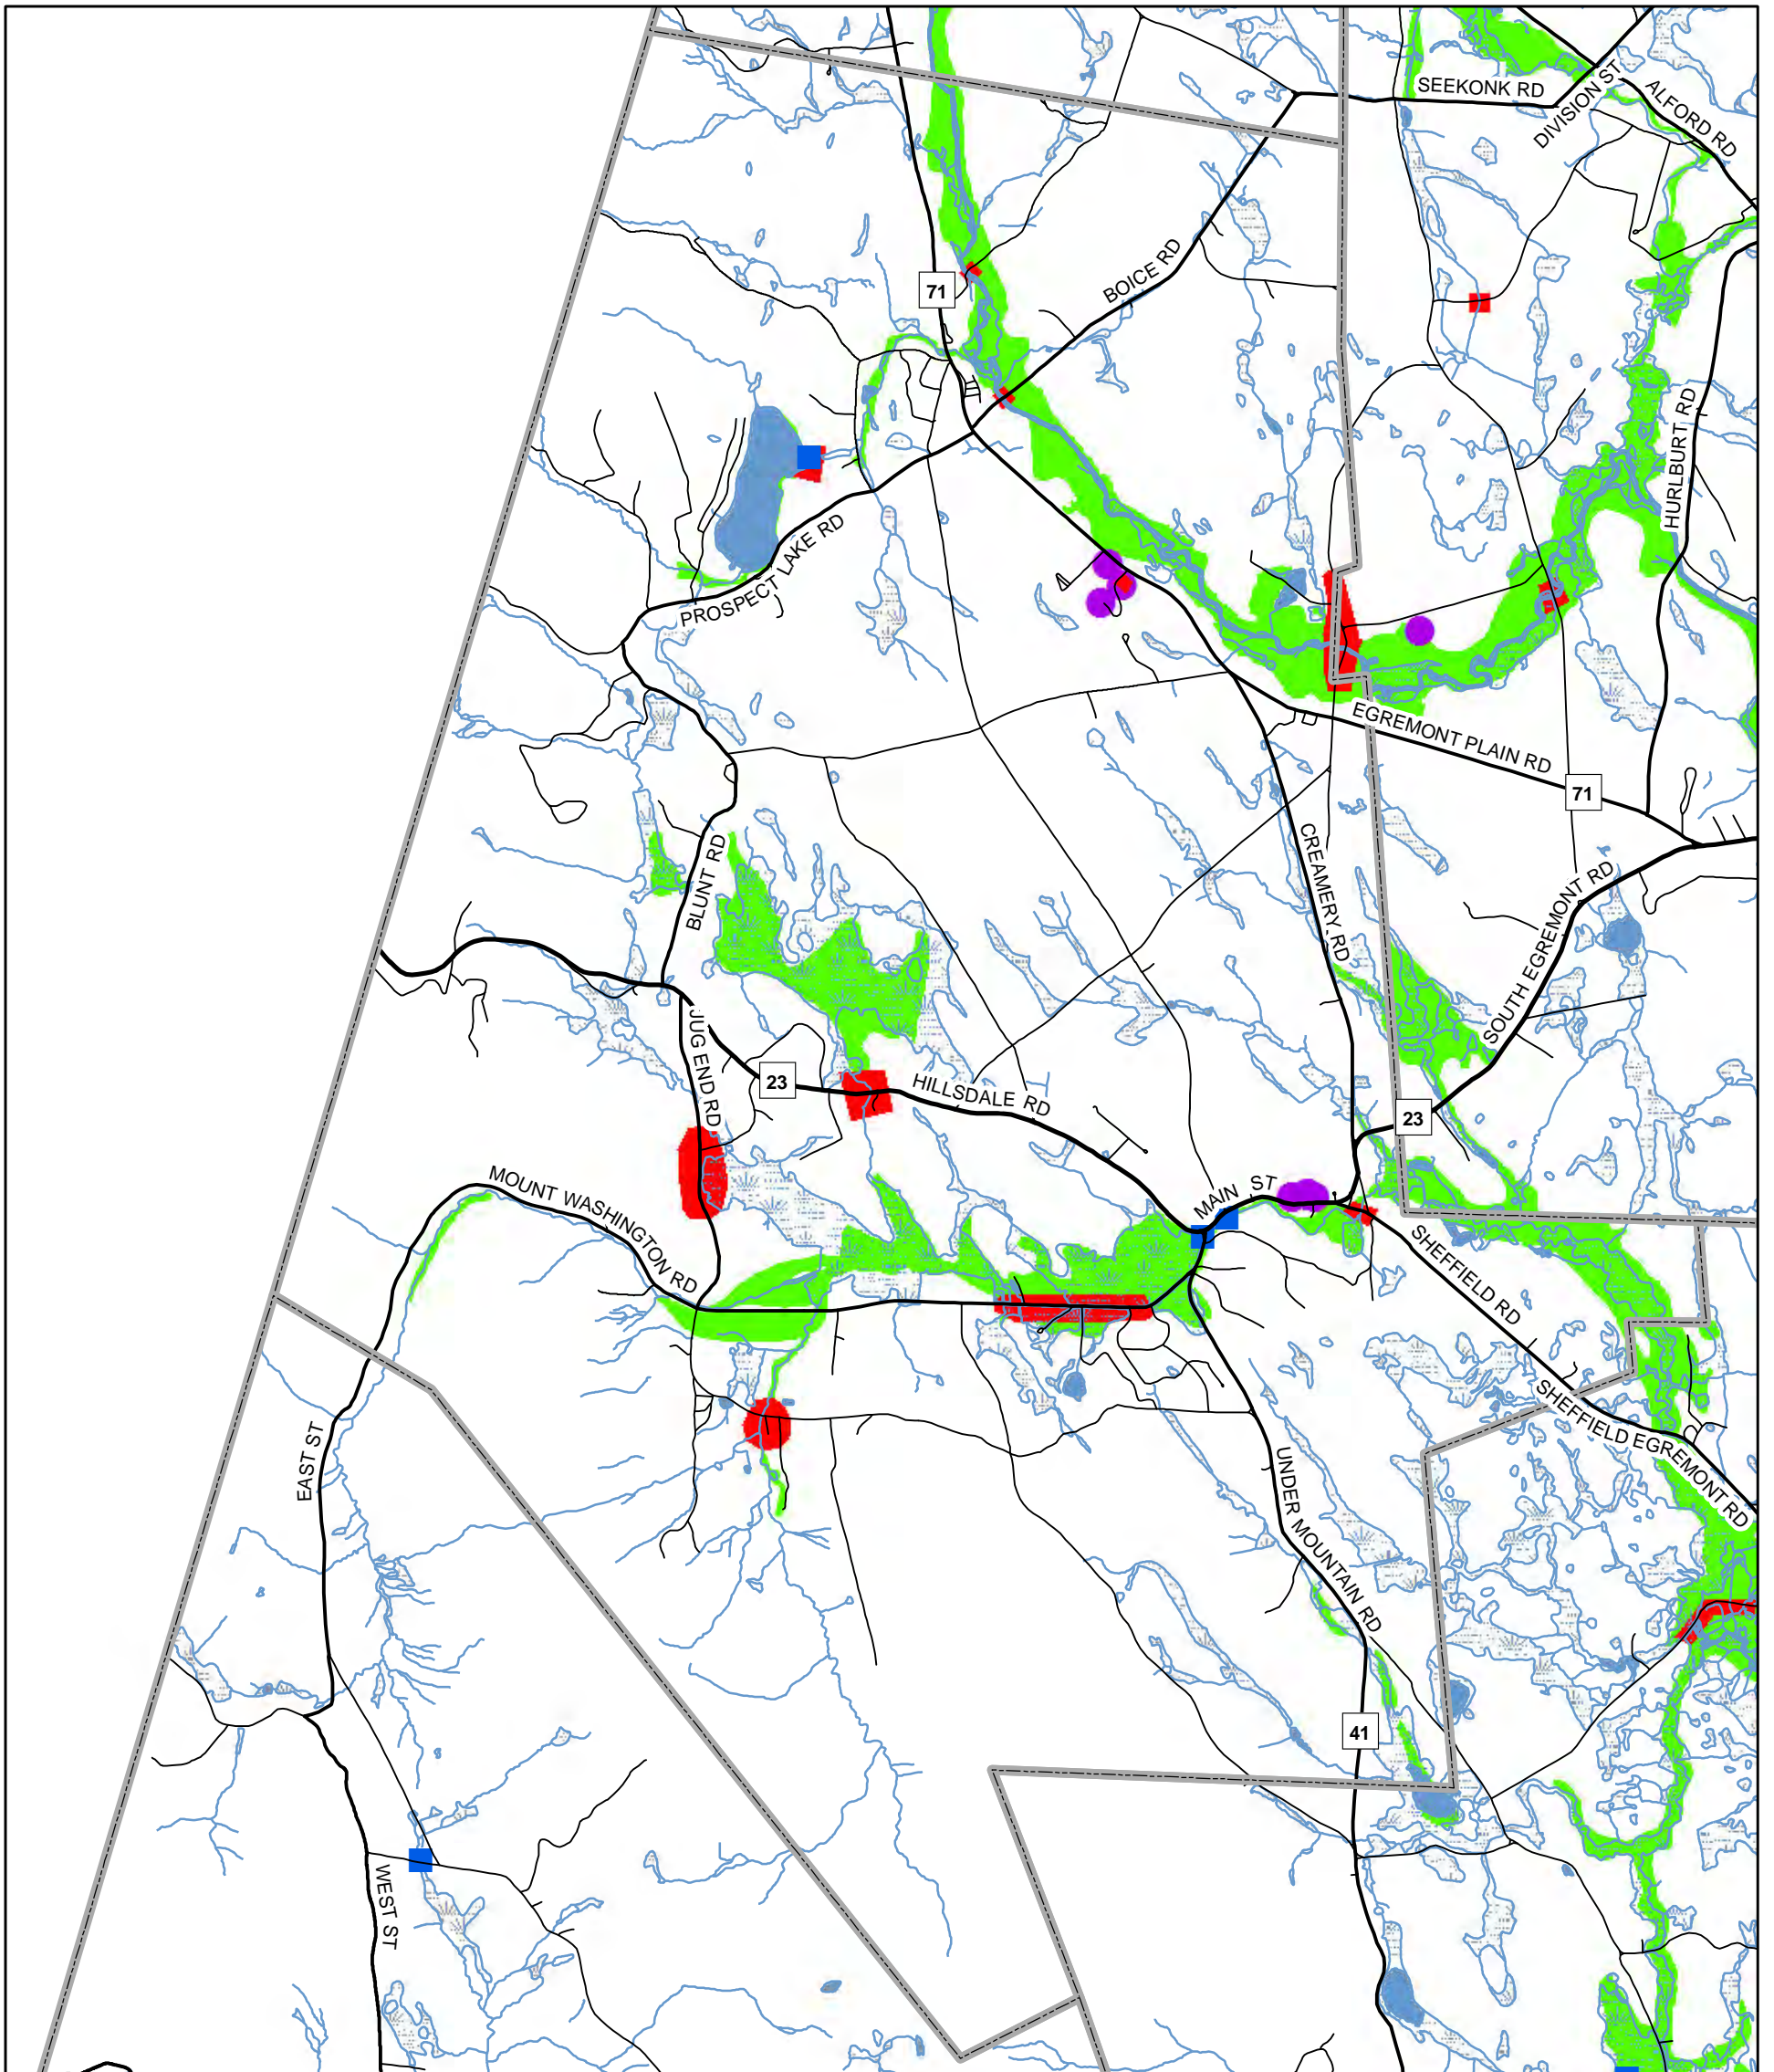 SEEKONK RD
DIVISION ST
ALFORD RD
71
BOICE RD
HURLBURT RD
PROSPECT LAKE RD
EGREMONT PLAIN RD
71
BLUNT RD
CREAMERY RD
SOUTH EGREMONT RD
JUG END RD
23
HILLSDALE RD
23
MOUNT WASHINGTON RD
MAIN ST
SHEFFIELD RD
SHEFFIELD EGREMONT RD
EAST ST
UNDER MOUNTAIN RD
41
WEST ST